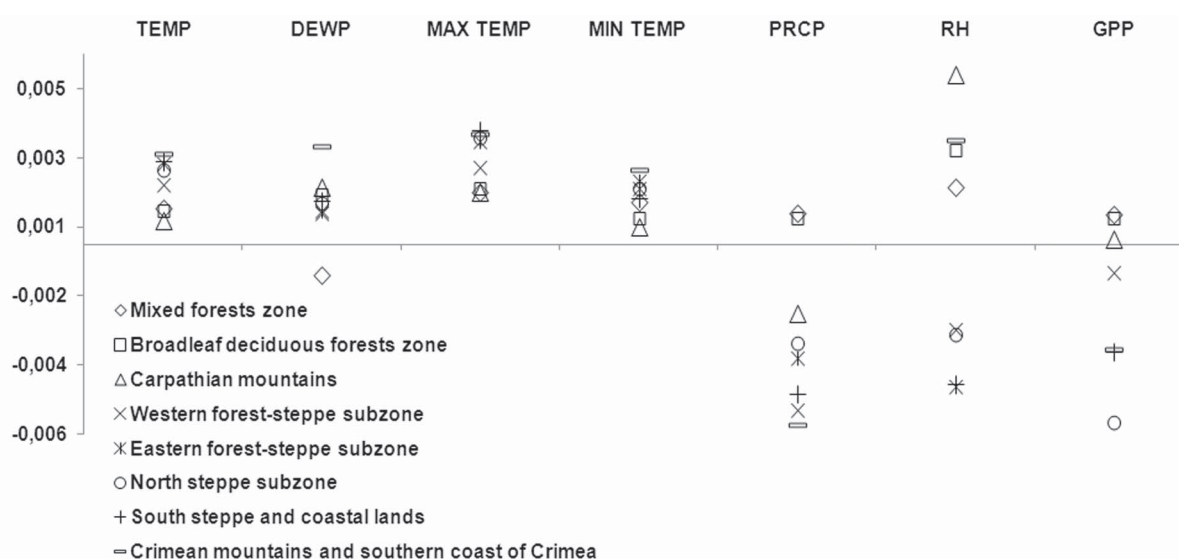 TEMP DEWP MAX TEMP MIN TEMP PRCP RH GPP
0,005
0,003
0,001
-0,002
-0,004
-0,006
Mixed forests zone
Broadleaf deciduous forests zone
Carpathian mountains
Western forest-steppe subzone
Eastern forest-steppe subzone
North steppe subzone
South steppe and coastal lands
Crimean mountains and southern coast of Crimea